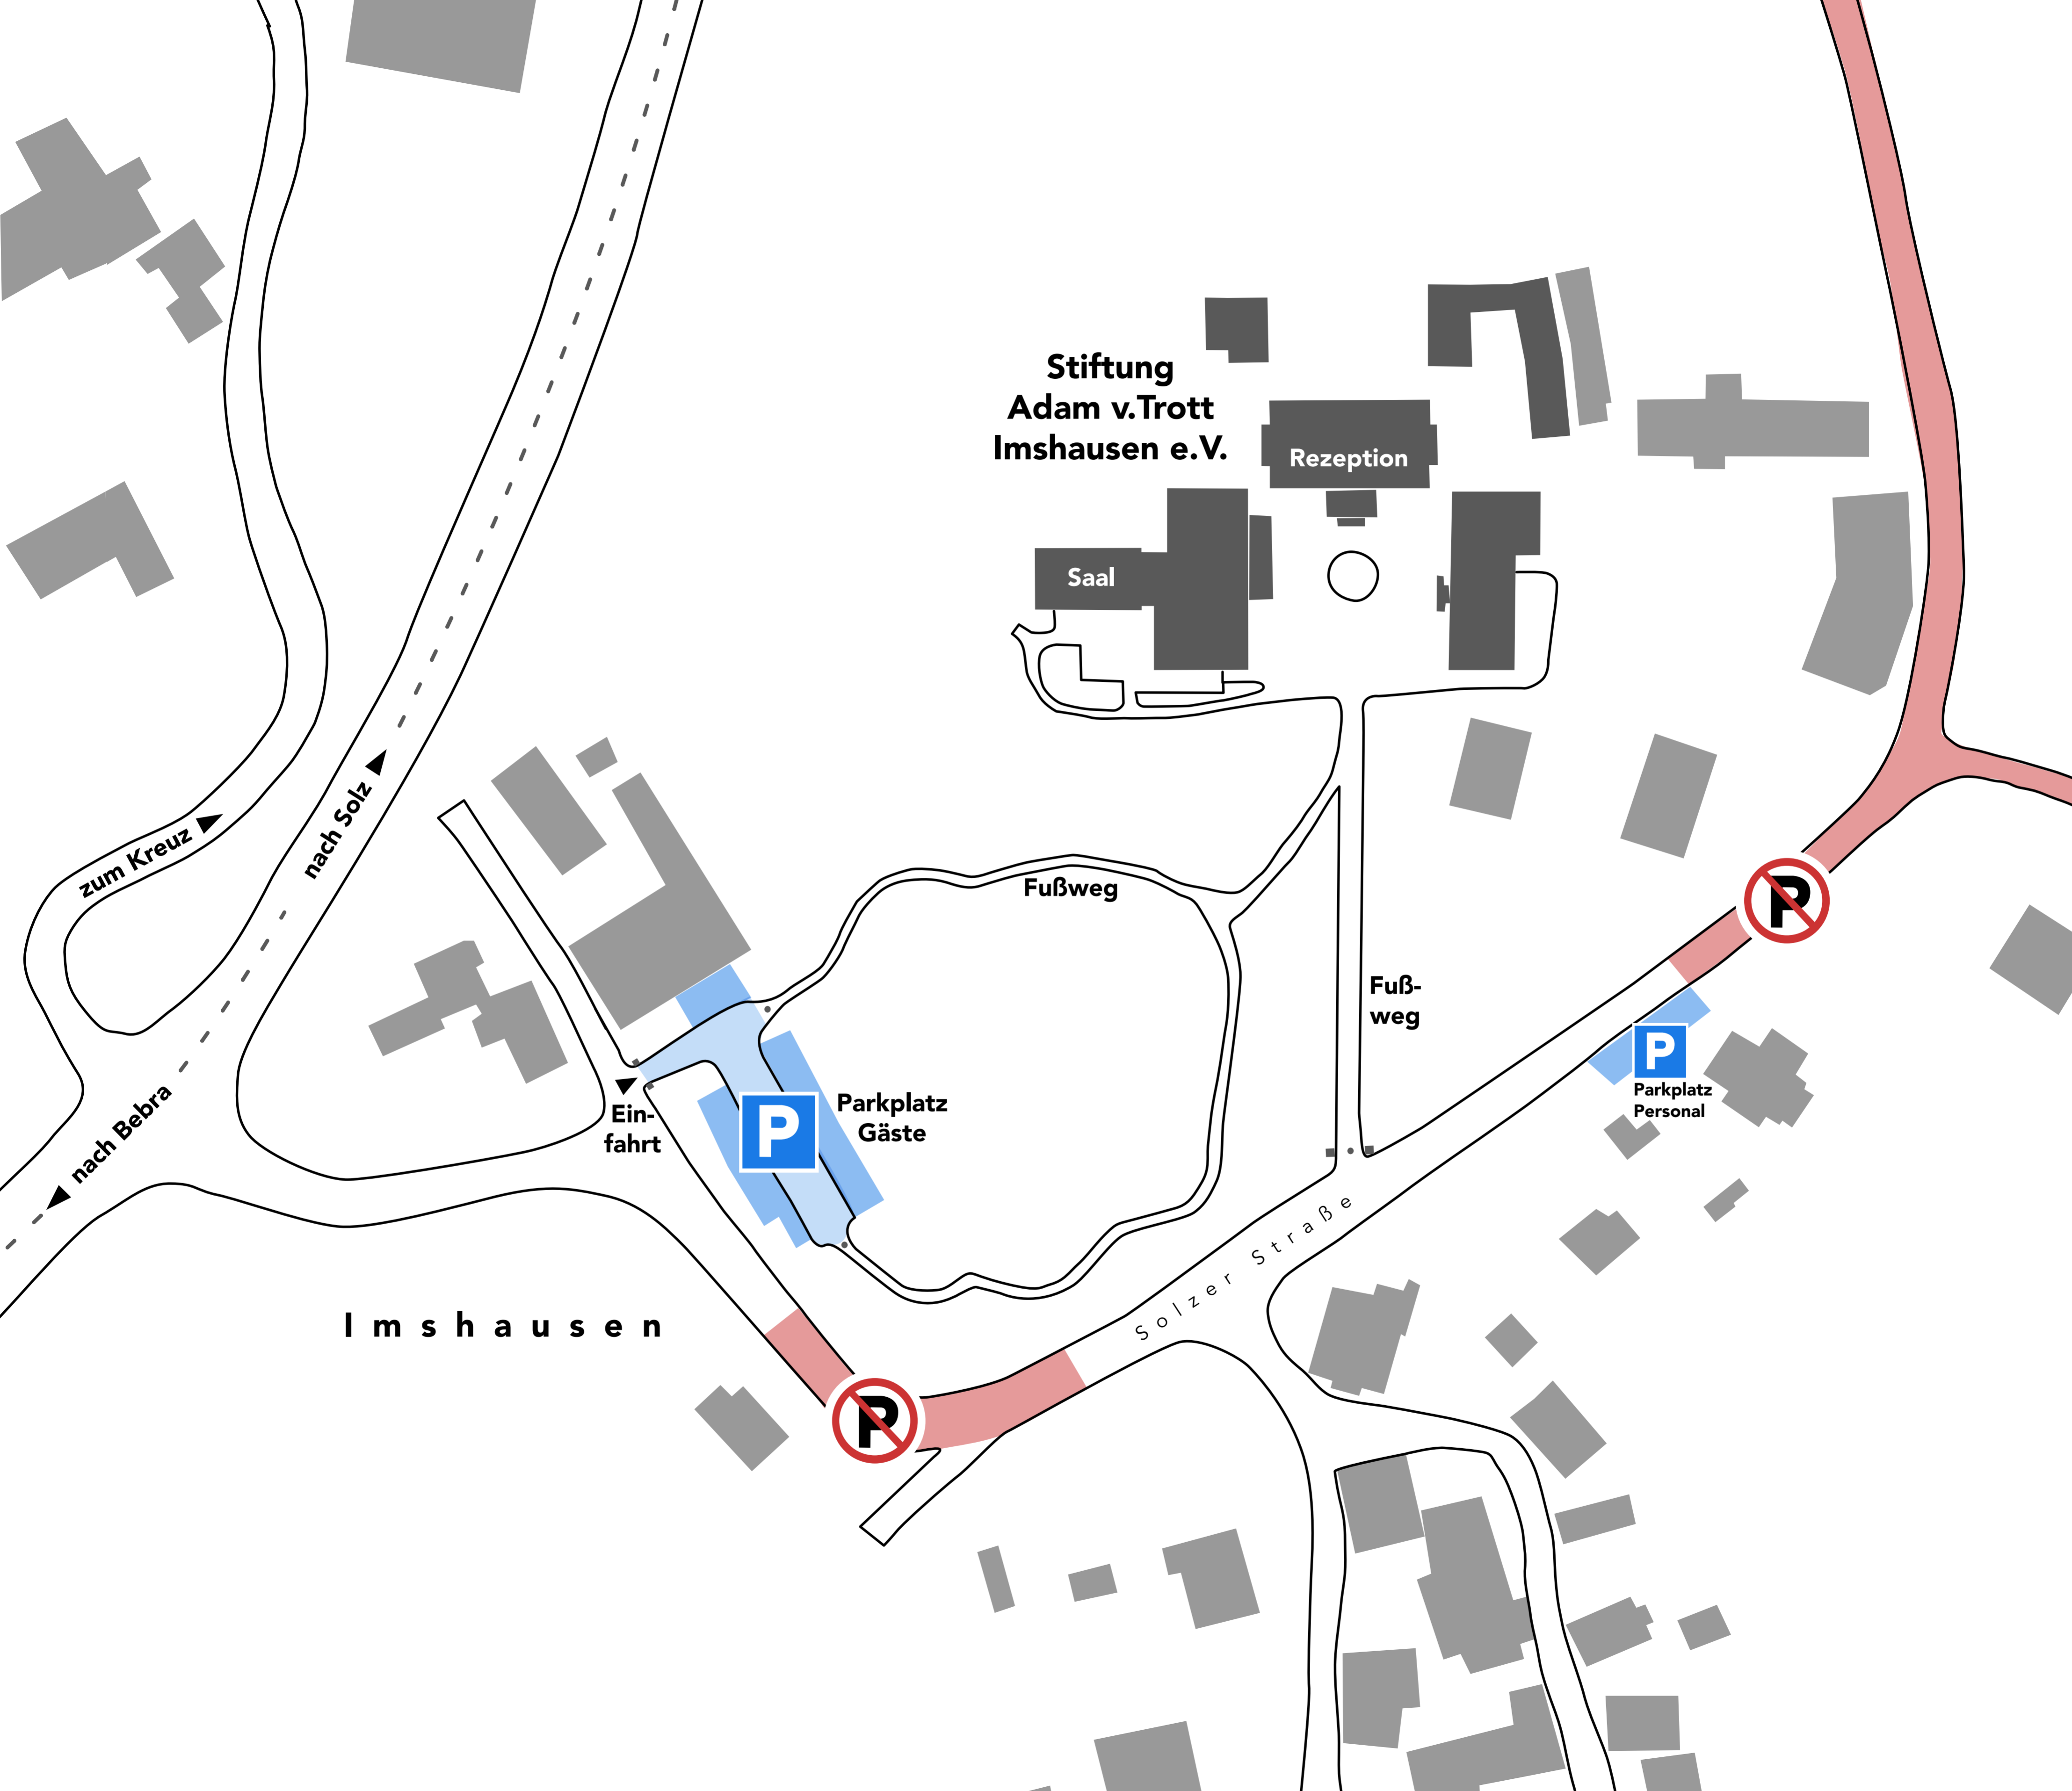 Stiftung
Adam v.Trott
Imshausen e.V.
Rezeption
Saal
nach Solz
zum Kreuz
Fußweg
P
Fuß-
weg
P
Parkplatz
Personal
nach Bebra
Ein-
fahrt
P
Parkplatz
Gäste
Solzer Straße
Imshausen
P